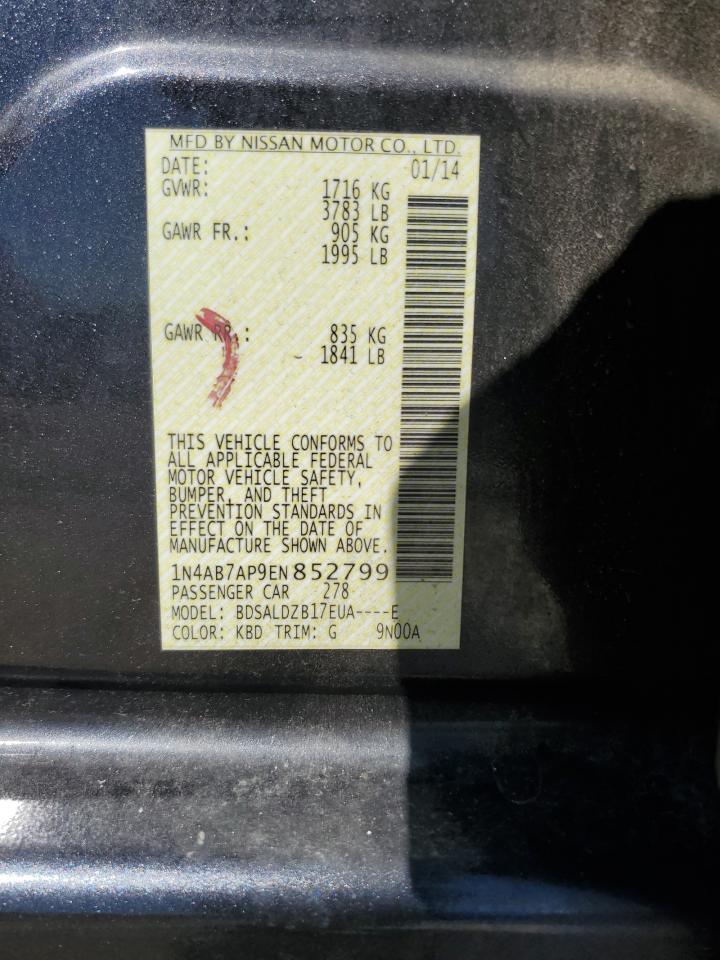 MFD BY NISSAN MOTOR CO., LTD.
DATE: 01/14
GVWR: 1716 KG
3783 LB
GAWR FR.: 905 KG
1995 LB
GAWR RR.: 835 KG
1841 LB
THIS VEHICLE CONFORMS TO
ALL APPLICABLE FEDERAL
MOTOR VEHICLE SAFETY,
BUMPER, AND THEFT
PREVENTION STANDARDS IN
EFFECT ON THE DATE OF
MANUFACTURE SHOWN ABOVE.
1N4AB7AP9EN852799
PASSENGER CAR 278
MODEL: BDSALDZB17EUA----E
COLOR: KBD TRIM: G 9N00A